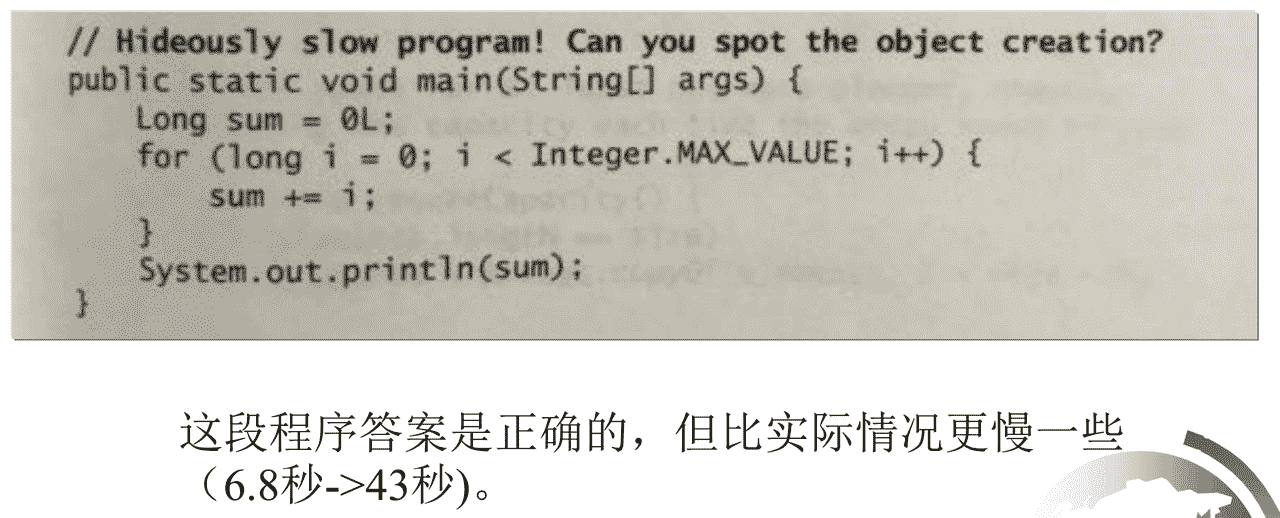 // Hideously slow program! Can you spot the object creation?
public static void main(String[] args) {
Long sum = 0L;
for (long i = 0; i < Integer.MAX_VALUE; i++) {
sum += i;
}
System.out.println(sum);
}
这段程序答案是正确的，但比实际情况更慢一些
（6.8秒->43秒)。